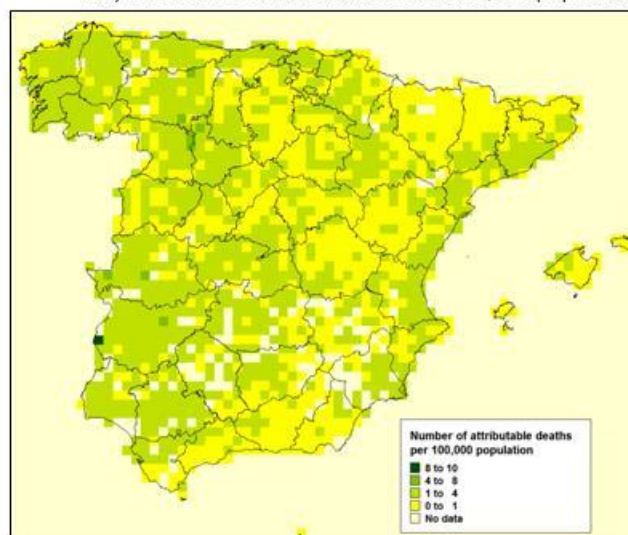 Number of attributable deaths
per 100,000 population
8 to 10
4 to 8
1 to 4
0 to 1
No data